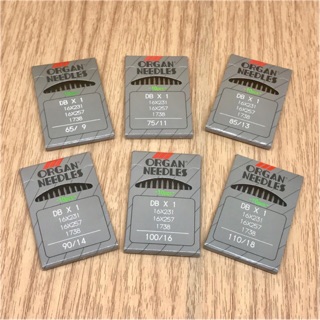 ORGAN
NEEDLES
DB X 1
16X231
16X257
1738
65/ 9
ORGAN
NEEDLES
DB X 1
16X231
16X257
1738
75/11
ORGAN
NEEDLES
DB X 1
16X231
16X257
1738
85/13
ORGAN
NEEDLES
DB X 1
16X231
16X257
1738
90/14
ORGAN
NEEDLES
DB X 1
16X231
16X257
1738
100/16
ORGAN
NEEDLES
DB X 1
16X231
16X257
1738
110/18